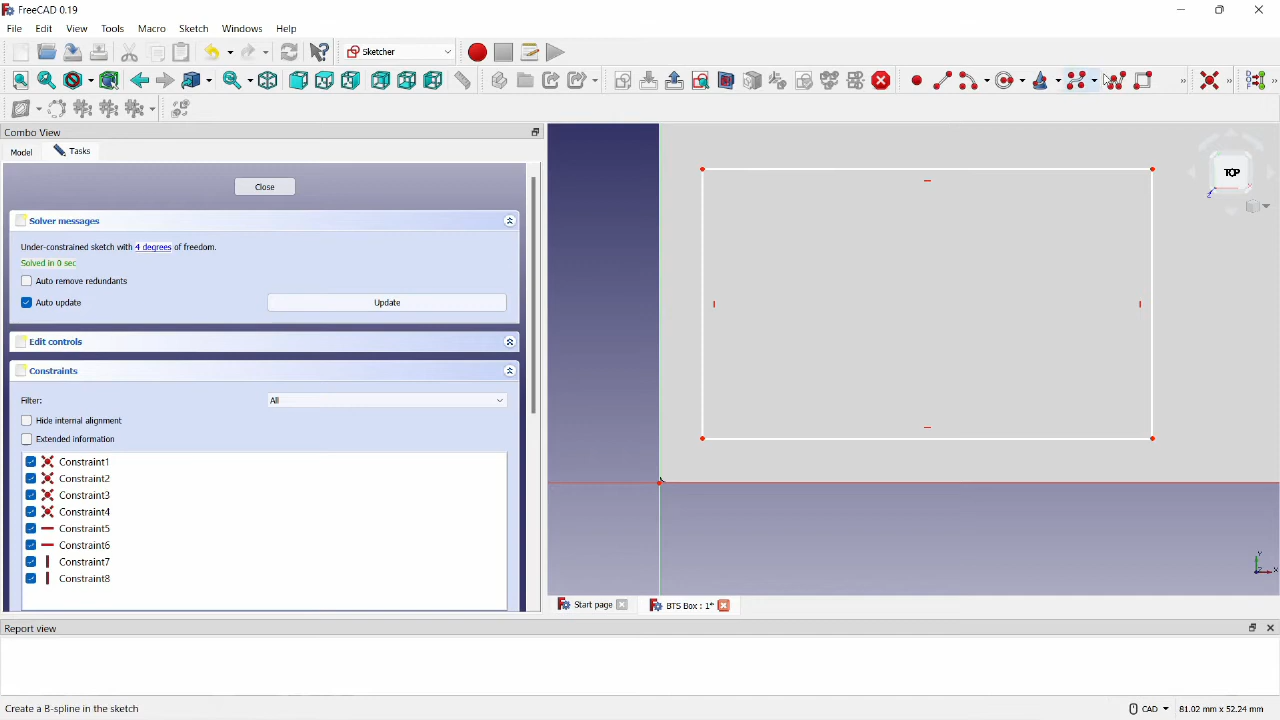 FreeCAD 0.19
File Edit View Tools Macro Sketch Windows Help
Sketcher
Combo View
Model Tasks
Close
Solver messages
Under-constrained sketch with 4 degrees of freedom.
Solved in 0 sec
Auto remove redundants
Auto update Update
Edit controls
Constraints
Filter: All
Hide internal alignment
Extended information
Constraint1
Constraint2
Constraint3
Constraint4
Constraint5
Constraint6
Constraint7
Constraint8
TOP
Z
Y
X
Start page BTS Box : 1*
Report view
Create a B-spline in the sketch CAD 81.02 mm x 52.24 mm